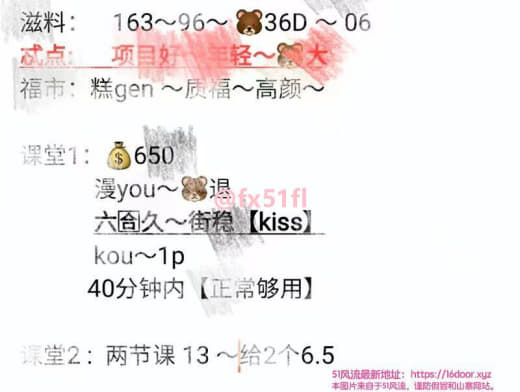 滋料： 163～96～🐻36D～06
忒点： 项目好 年轻～🐻大
福市：糕gen～质福～高颜～
课堂1：💰650
漫you～🐻退
六🈴久～街稳【kiss】
kou～1p
40分钟内【正常够用】
课堂2：两节课 13～给2个6.5
@fx51fl
51风流最新地址：https://l6door.xyz
本图片来自于51风流，谨防假冒和山寨网站。